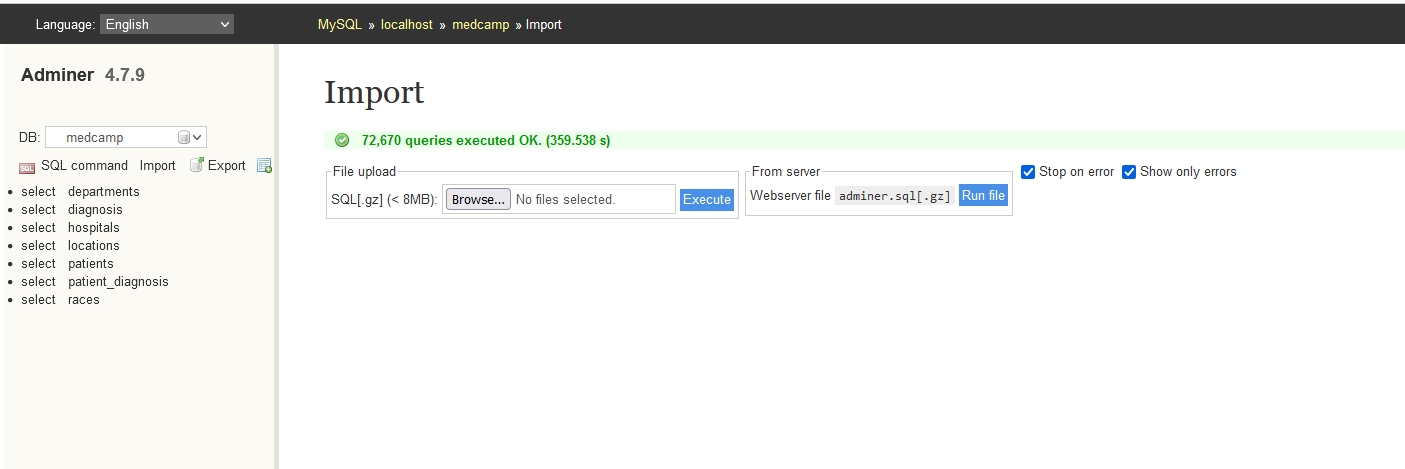 Language: English
MySQL » localhost » medcamp » Import
Adminer 4.7.9
DB: medcamp
SQL SQL command Import Export
select departments
select diagnosis
select hospitals
select locations
select patients
select patient_diagnosis
select races
Import
72,670 queries executed OK. (359.538 s)
File upload
SQL[.gz] (< 8MB): Browse... No files selected. Execute
From server
Webserver file adminer.sql[.gz] Run file
Stop on error Show only errors